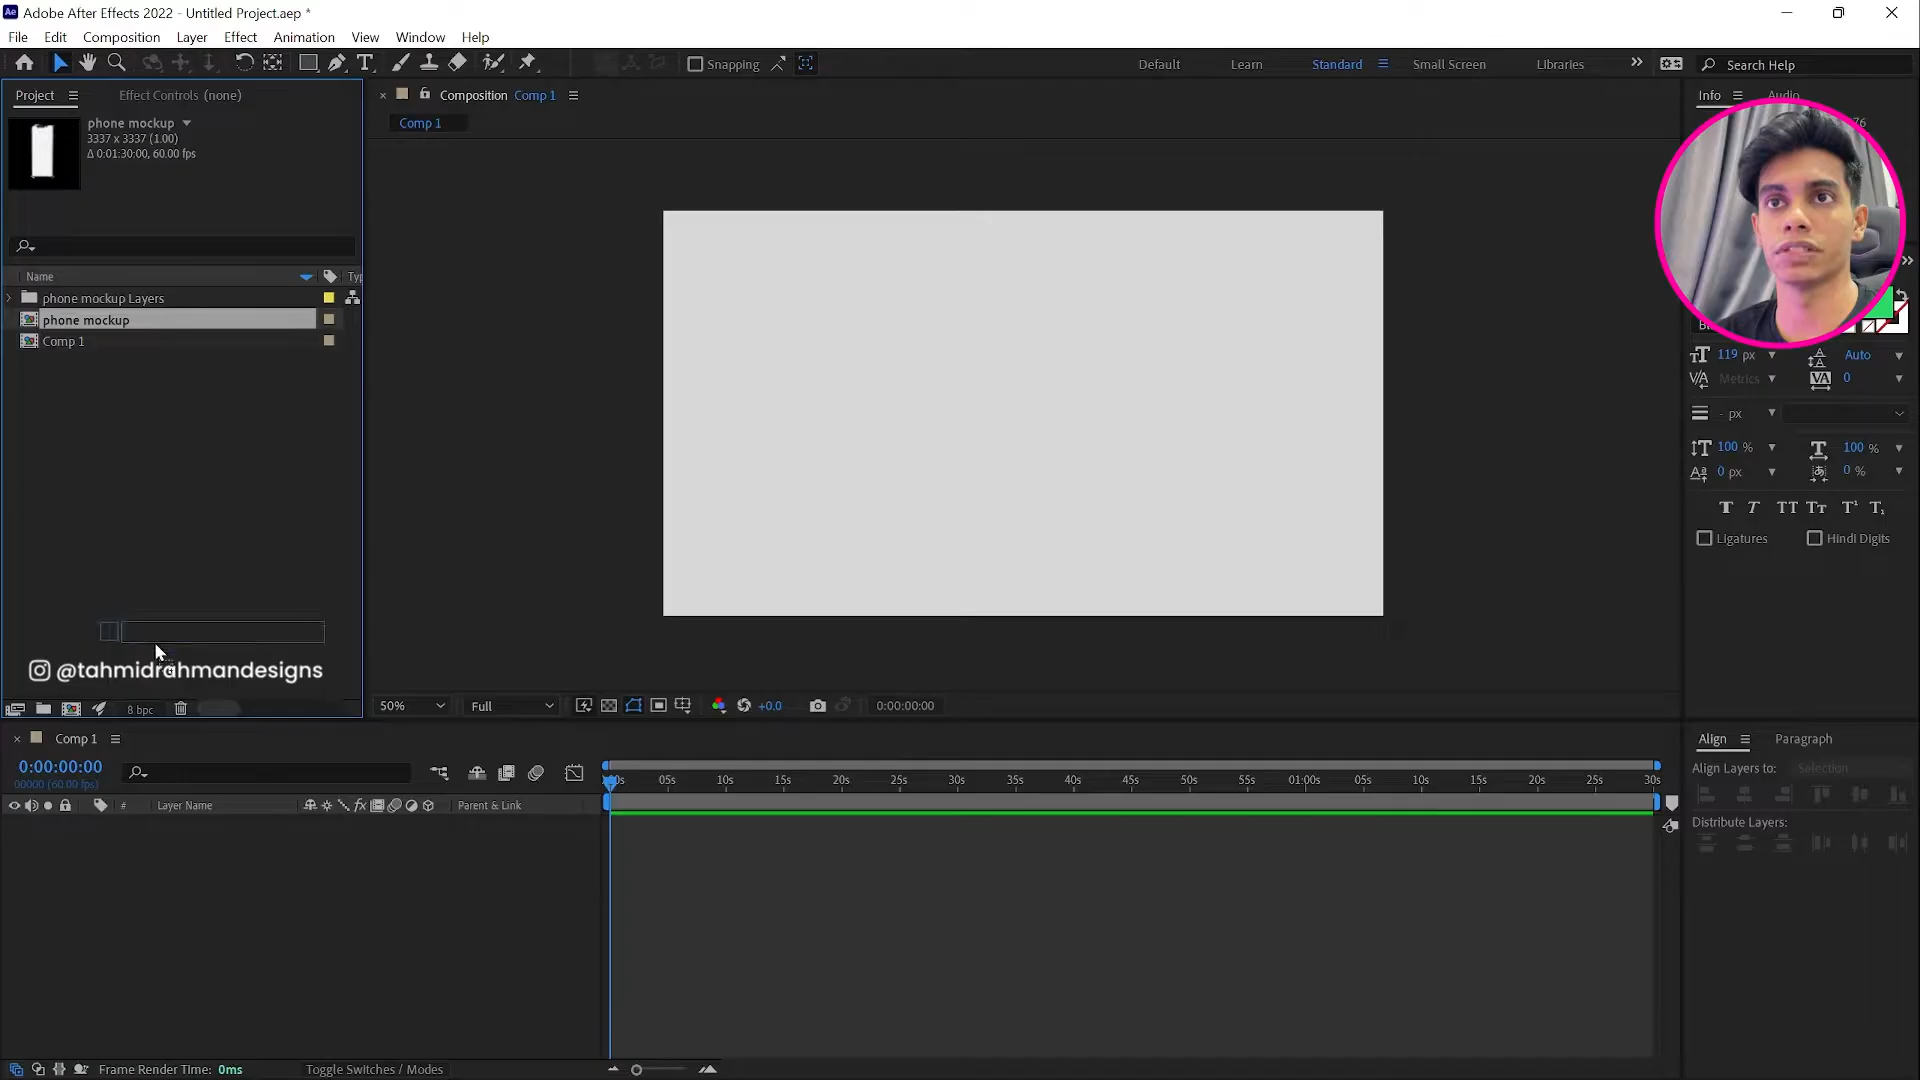 Adobe After Effects 2022 - Untitled Project.aep *
File Edit Composition Layer Effect Animation View Window Help
Snapping Default Learn Standard Small Screen Libraries Search Help
Project Effect Controls (none)
Composition Comp 1
Info Audio
Comp 1
phone mockup
3337 x 3337 (1.00)
Δ 0:01:30:00, 60.00 fps
Name
phone mockup Layers
phone mockup
Comp 1
119 px Auto
Metrics 0
- px
100 % 100 %
0 px 0 %
Ligatures Hindi Digits
@tahmidrahmandesigns
8 bpc
50% Full +0.0 0:00:00:00
Comp 1
0:00:00:00
00000 (60.00 fps)
# Layer Name Parent & Link
05s 10s 15s 20s 25s 30s 35s 40s 45s 50s 55s 01:00s 05s 10s 15s 20s 25s 30s
Align Paragraph
Align Layers to: Selection
Distribute Layers:
Frame Render Time: 0ms Toggle Switches / Modes